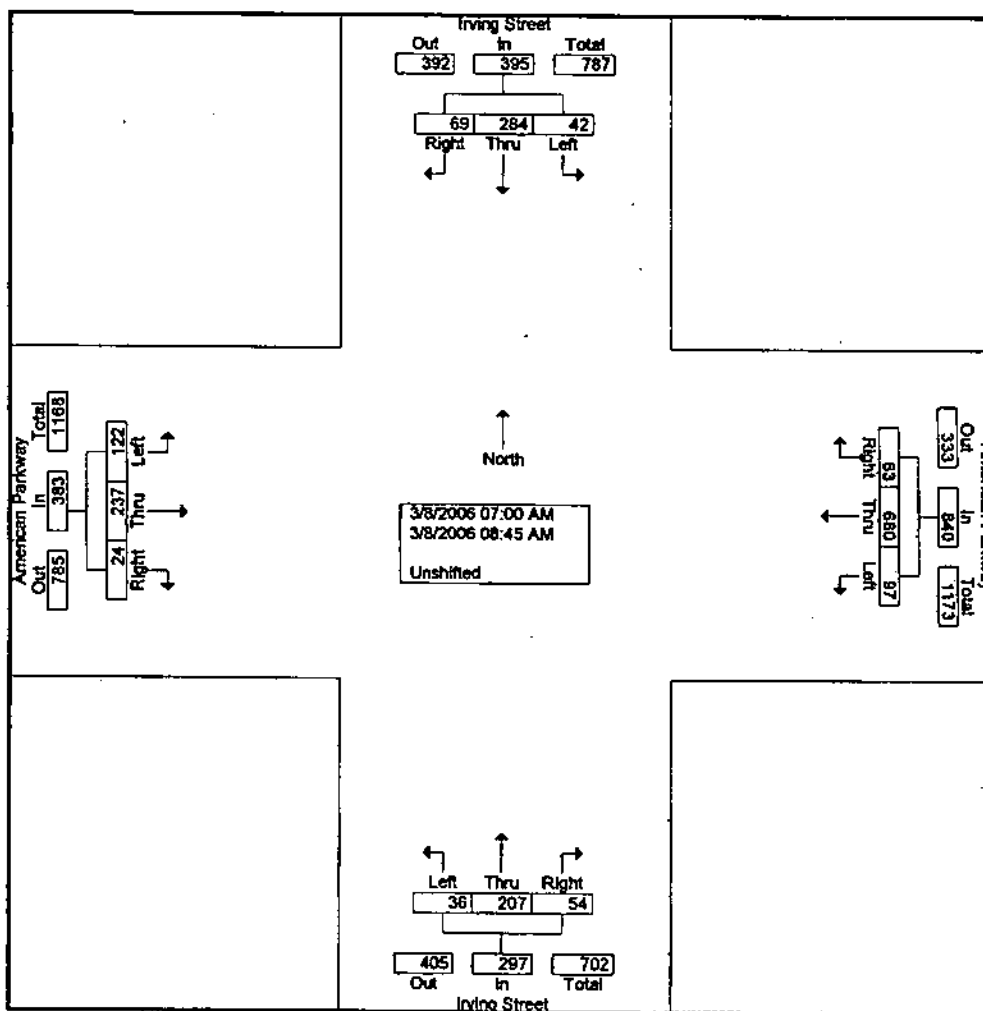 Irving Street
Out In Total
392 395 787
69 284 42
Right Thru Left
American Parkway
Total In Out
1168 383 785
122 237 24
Left Thru Right
North
3/8/2006 07:00 AM
3/8/2006 08:45 AM
Unshifted
Right Thru Left
63 680 97
Out In Total
333 840 1173
Left Thru Right
36 207 54
405 297 702
Out In Total
Irving Street